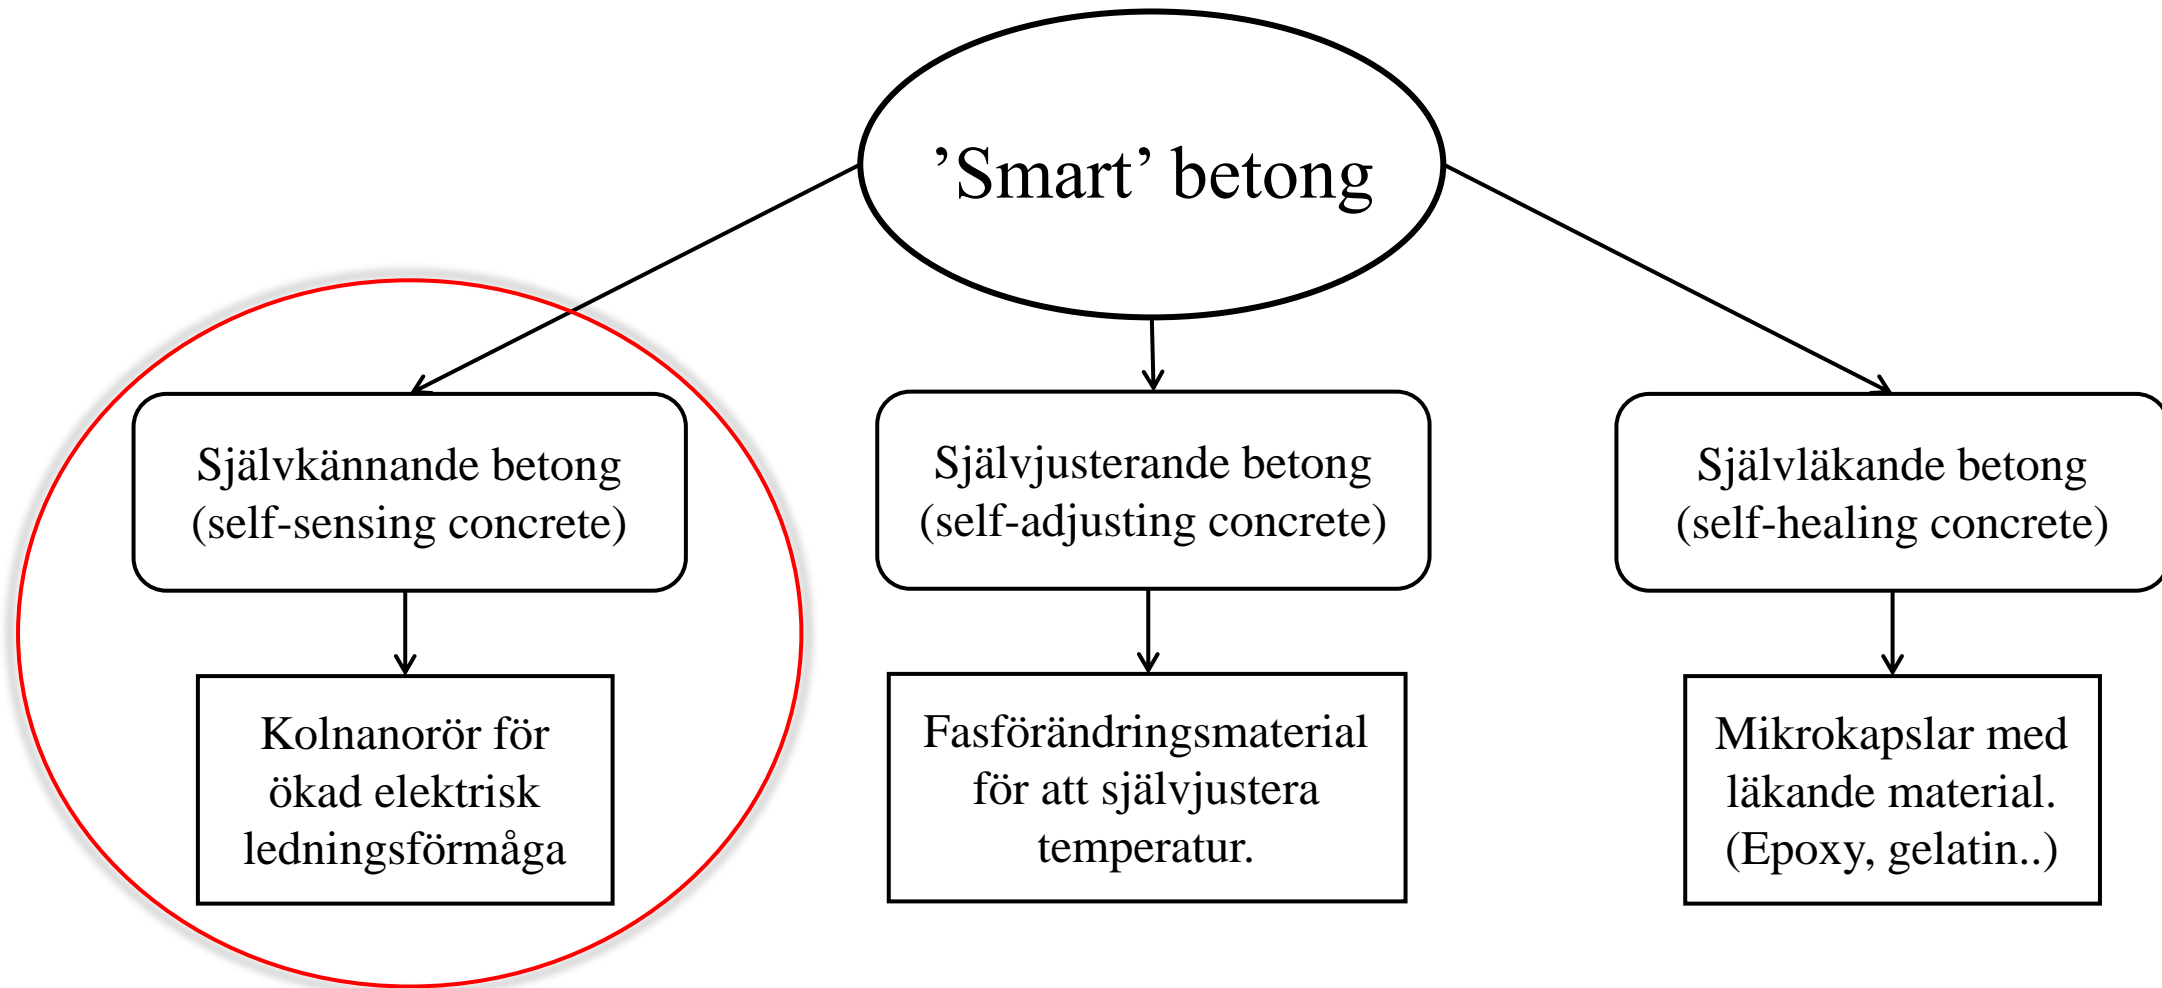 ’Smart’ betong
Självkännande betong
(self-sensing concrete)
Självjusterande betong
(self-adjusting concrete)
Självläkande betong
(self-healing concrete)
Kolnanorör för
ökad elektrisk
ledningsförmåga
Fasförändringsmaterial
för att självjustera
temperatur.
Mikrokapslar med
läkande material.
(Epoxy, gelatin..)